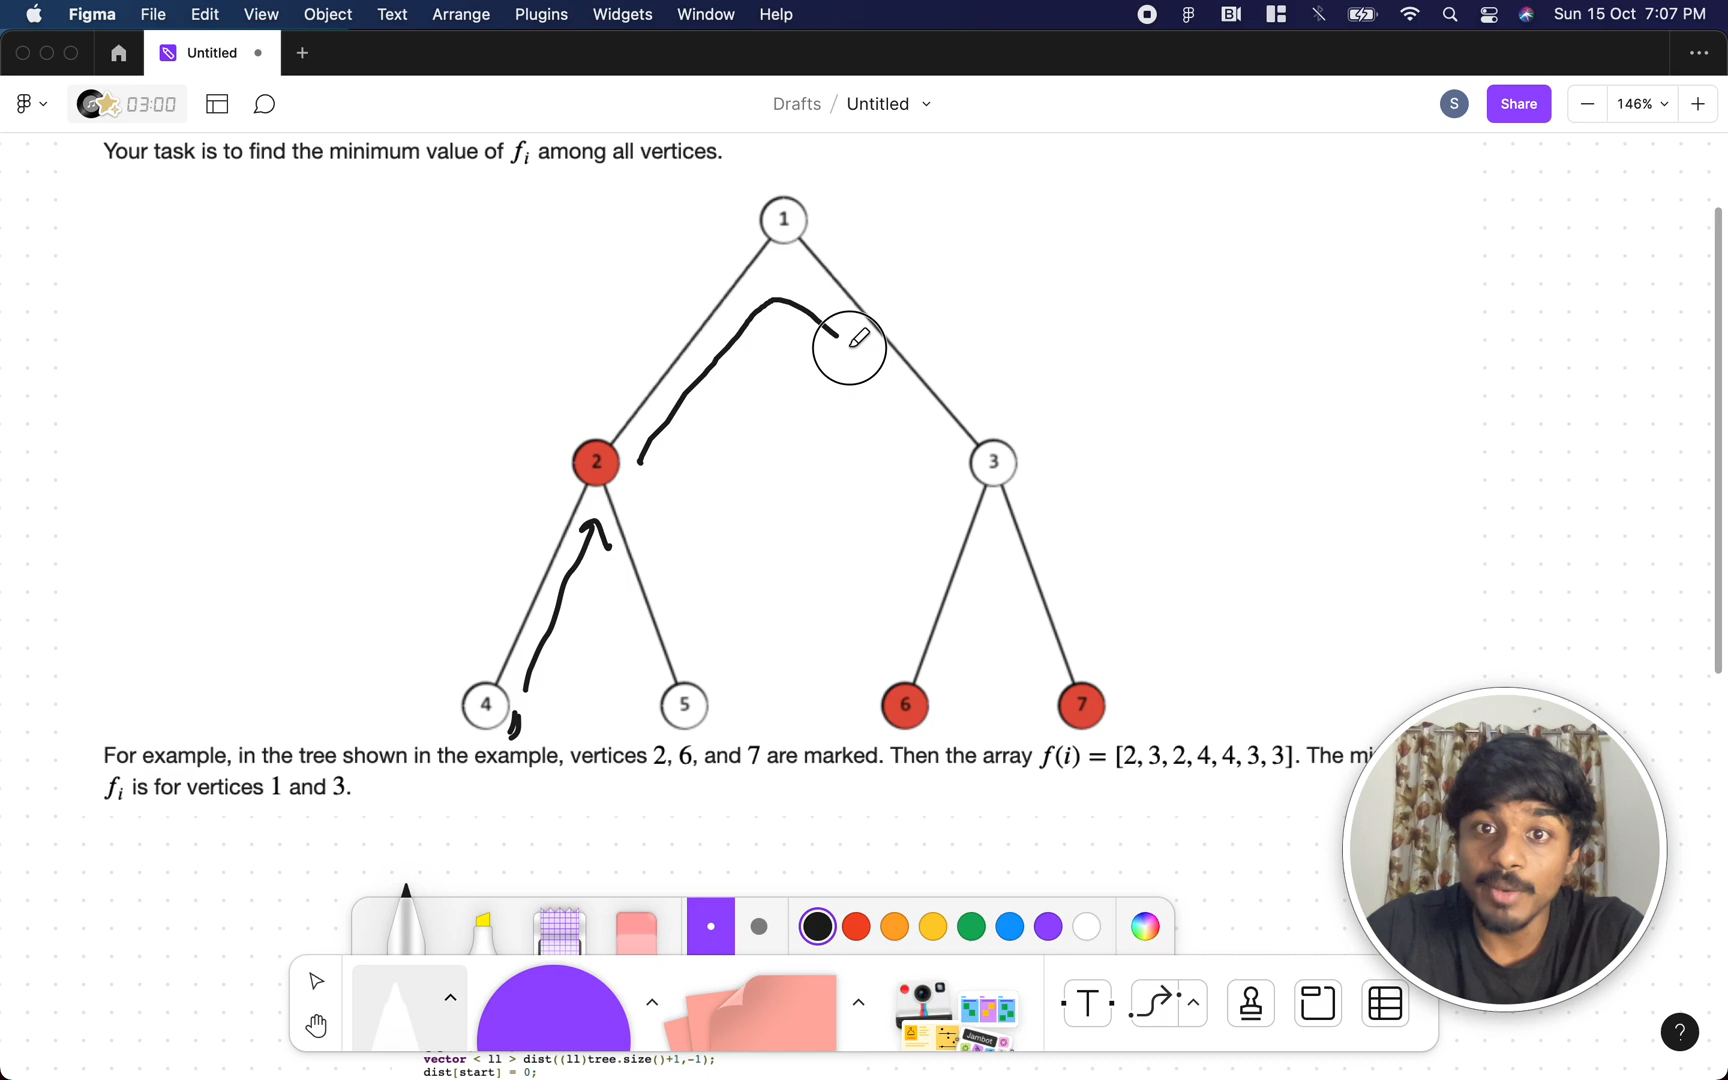 Figma File Edit View Object Text Arrange Plugins Widgets Window Help Sun 15 Oct 7:07 PM
Untitled
03:00 Drafts / Untitled S Share 146%
Your task is to find the minimum value of fᵢ among all vertices.
1
2
3
4
5
6
7
For example, in the tree shown in the example, vertices 2, 6, and 7 are marked. Then the array f(i) = [2, 3, 2, 4, 4, 3, 3]. The mi
fᵢ is for vertices 1 and 3.
T
Jambot
?
vector < ll > dist((ll)tree.size()+1,-1);
dist[start] = 0;